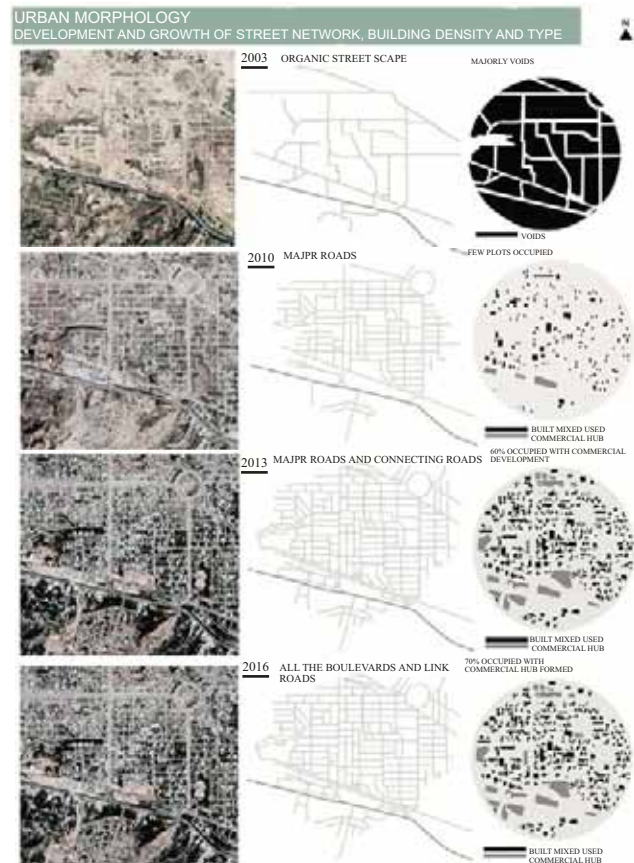 URBAN MORPHOLOGY
DEVELOPMENT AND GROWTH OF STREET NETWORK, BUILDING DENSITY AND TYPE
N
2003 ORGANIC STREET SCAPE
MAJORLY VOIDS
VOIDS
2010 MAJPR ROADS
FEW PLOTS OCCUPIED
BUILT MIXED USED
COMMERCIAL HUB
2013 MAJPR ROADS AND CONNECTING ROADS
60% OCCUPIED WITH COMMERCIAL
DEVELOPMENT
BUILT MIXED USED
COMMERCIAL HUB
2016 ALL THE BOULEVARDS AND LINK
ROADS
70% OCCUPIED WITH
COMMERCIAL HUB FORMED
BUILT MIXED USED
COMMERCIAL HUB